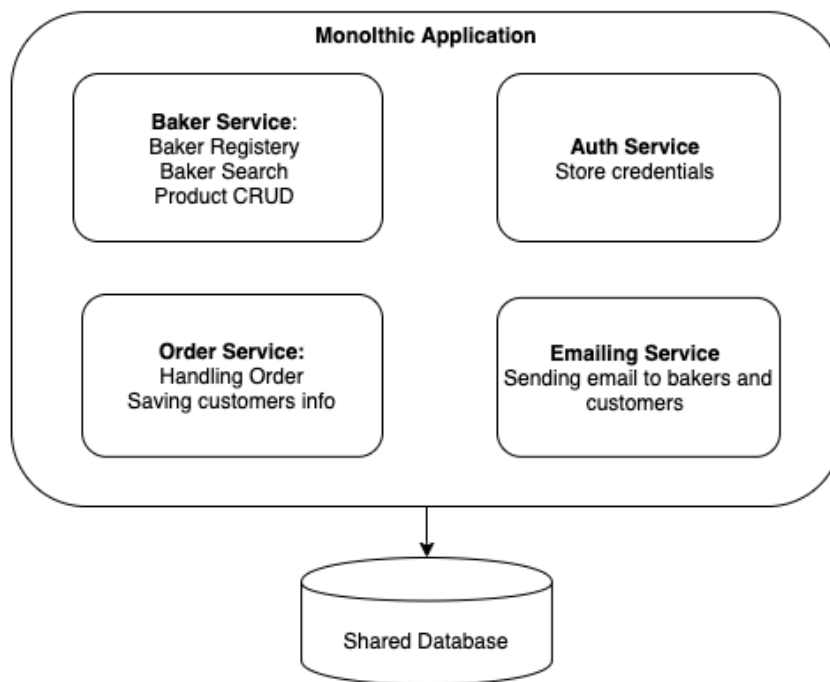 Monolthic Application
Baker Service:
Baker Registery
Baker Search
Product CRUD
Auth Service
Store credentials
Order Service:
Handling Order
Saving customers info
Emailing Service
Sending email to bakers and
customers
Shared Database